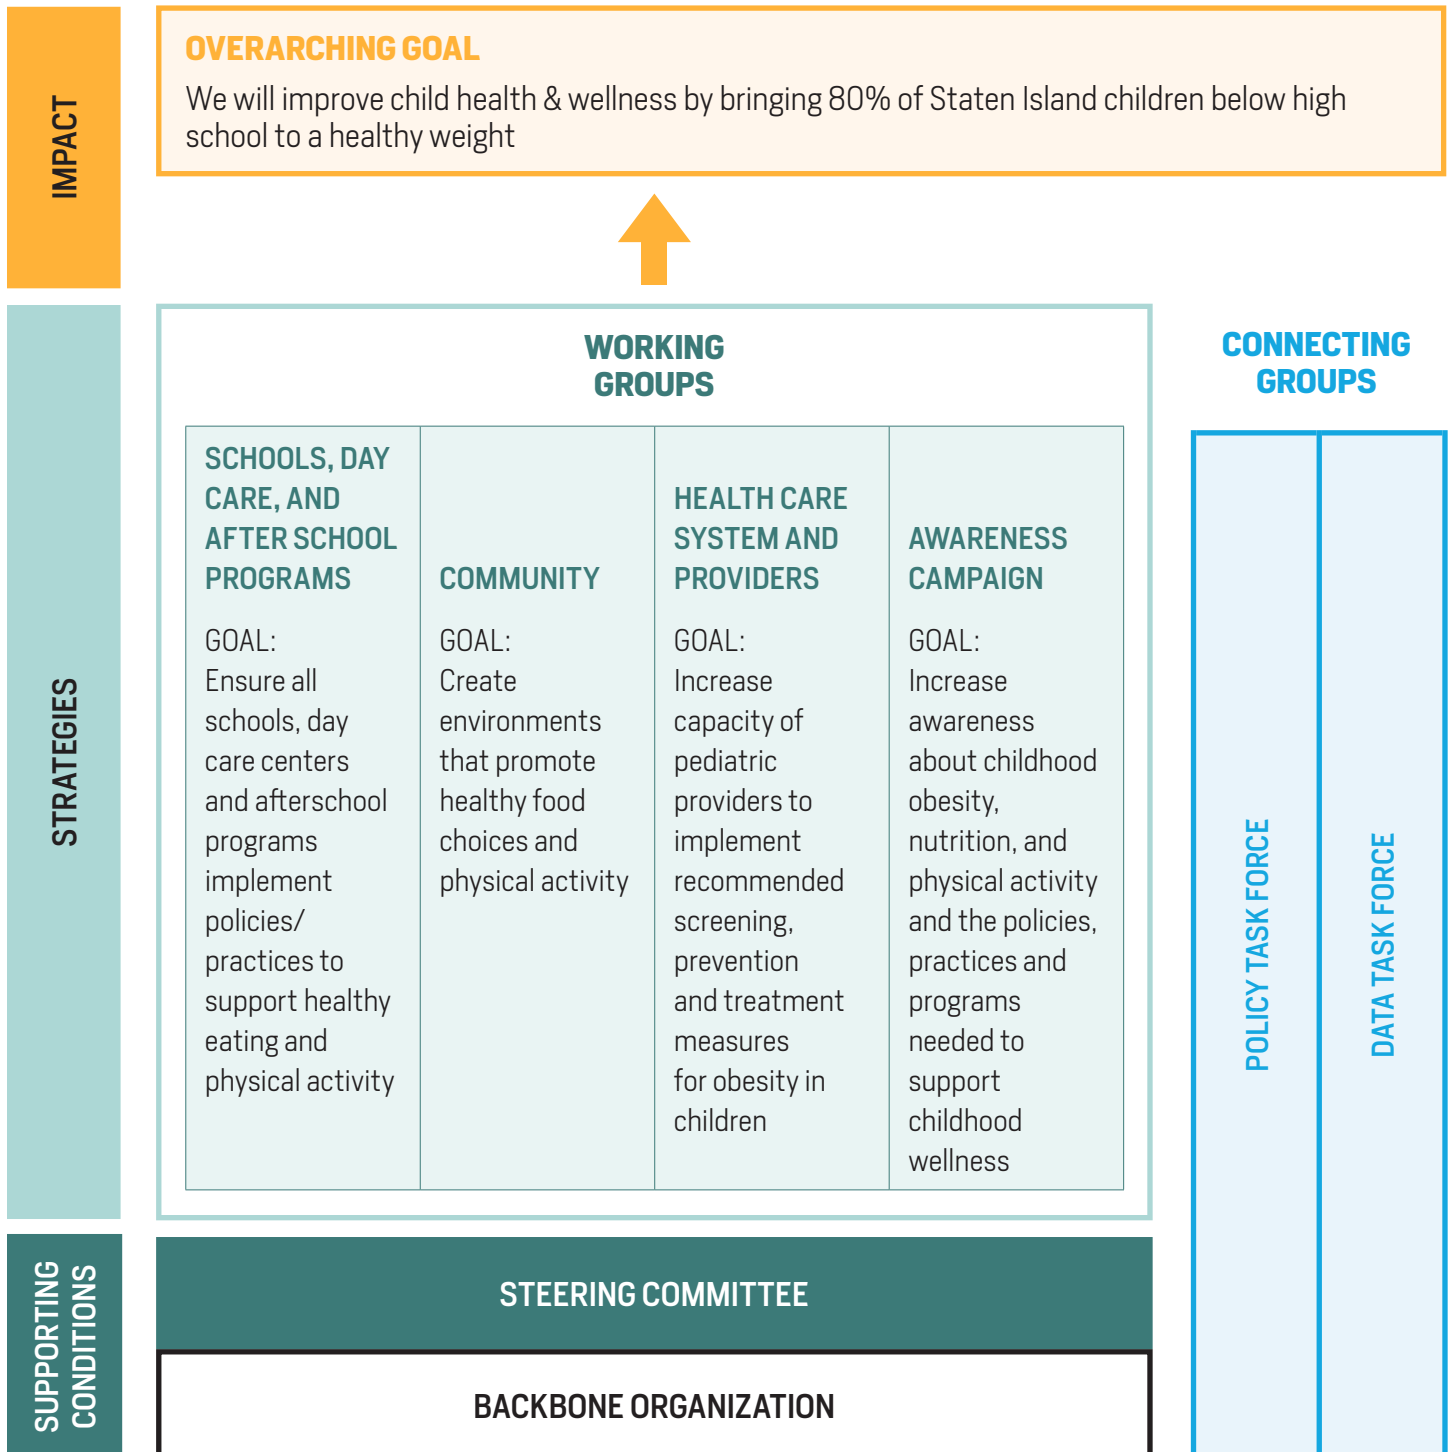 IMPACT
OVERARCHING GOAL
We will improve child health & wellness by bringing 80% of Staten Island children below high
school to a healthy weight
STRATEGIES
WORKING
GROUPS
SCHOOLS, DAY
CARE, AND
AFTER SCHOOL
PROGRAMS
GOAL:
Ensure all
schools, day
care centers
and afterschool
programs
implement
policies/
practices to
support healthy
eating and
physical activity
COMMUNITY
GOAL:
Create
environments
that promote
healthy food
choices and
physical activity
HEALTH CARE
SYSTEM AND
PROVIDERS
GOAL:
Increase
capacity of
pediatric
providers to
implement
recommended
screening,
prevention
and treatment
measures
for obesity in
children
AWARENESS
CAMPAIGN
GOAL:
Increase
awareness
about childhood
obesity,
nutrition, and
physical activity
and the policies,
practices and
programs
needed to
support
childhood
wellness
CONNECTING
GROUPS
POLICY TASK FORCE
DATA TASK FORCE
SUPPORTING
CONDITIONS
STEERING COMMITTEE
BACKBONE ORGANIZATION